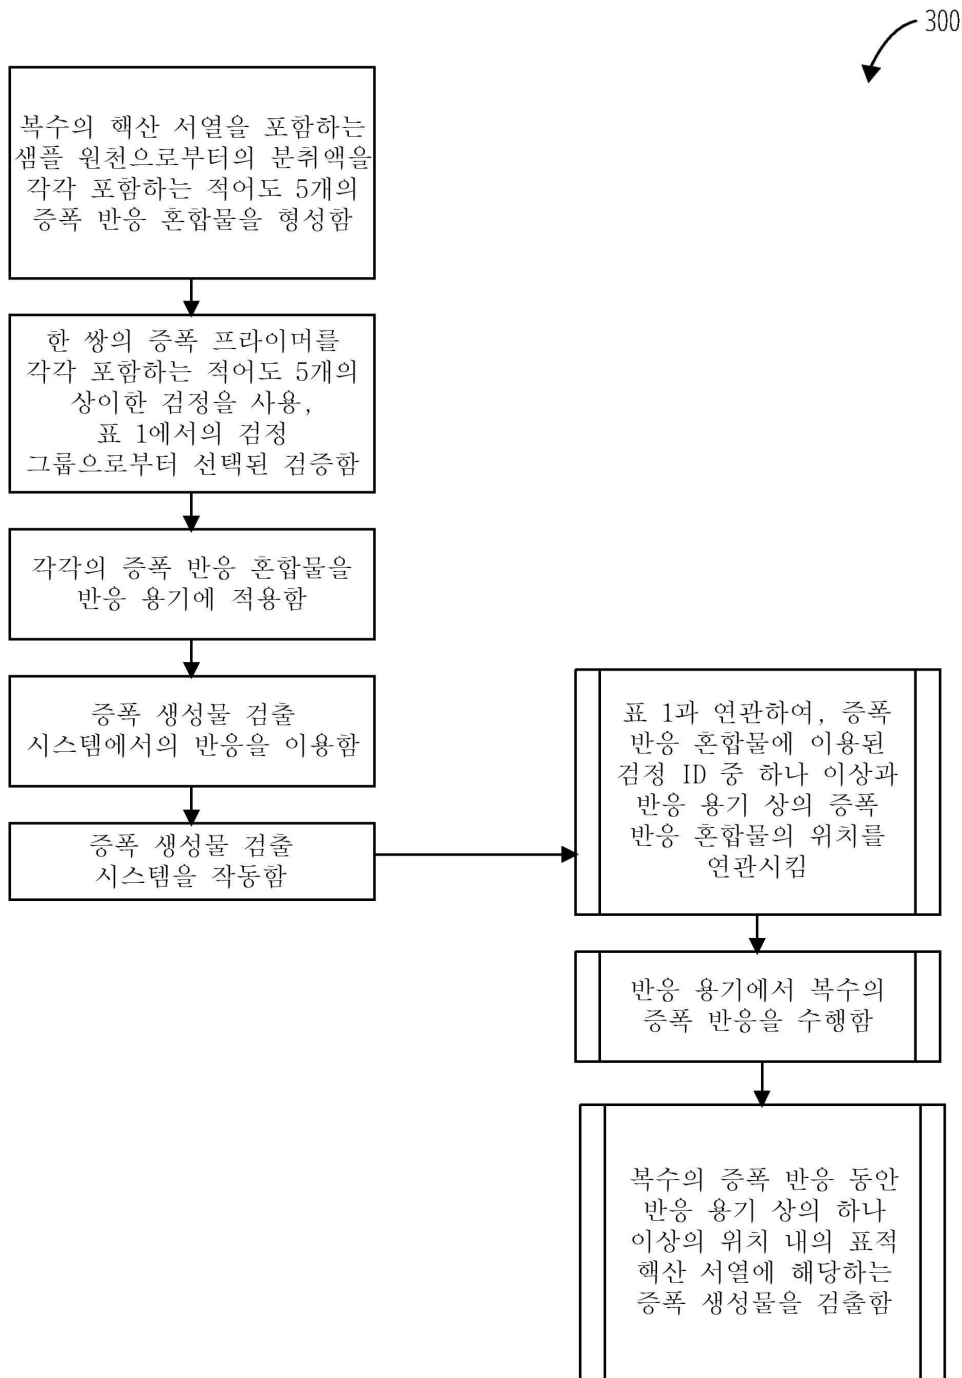 300
복수의 핵산 서열을 포함하는
샘플 원천으로부터의 분취액을
각각 포함하는 적어도 5개의
증폭 반응 혼합물을 형성함
한 쌍의 증폭 프라이머를
각각 포함하는 적어도 5개의
상이한 검정을 사용,
표 1에서의 검정
그룹으로부터 선택된 검증함
각각의 증폭 반응 혼합물을
반응 용기에 적용함
증폭 생성물 검출
시스템에서의 반응을 이용함
증폭 생성물 검출
시스템을 작동함
표 1과 연관하여, 증폭
반응 혼합물에 이용된
검정 ID 중 하나 이상과
반응 용기 상의 증폭
반응 혼합물의 위치를
연관시킴
반응 용기에서 복수의
증폭 반응을 수행함
복수의 증폭 반응 동안
반응 용기 상의 하나
이상의 위치 내의 표적
핵산 서열에 해당하는
증폭 생성물을 검출함